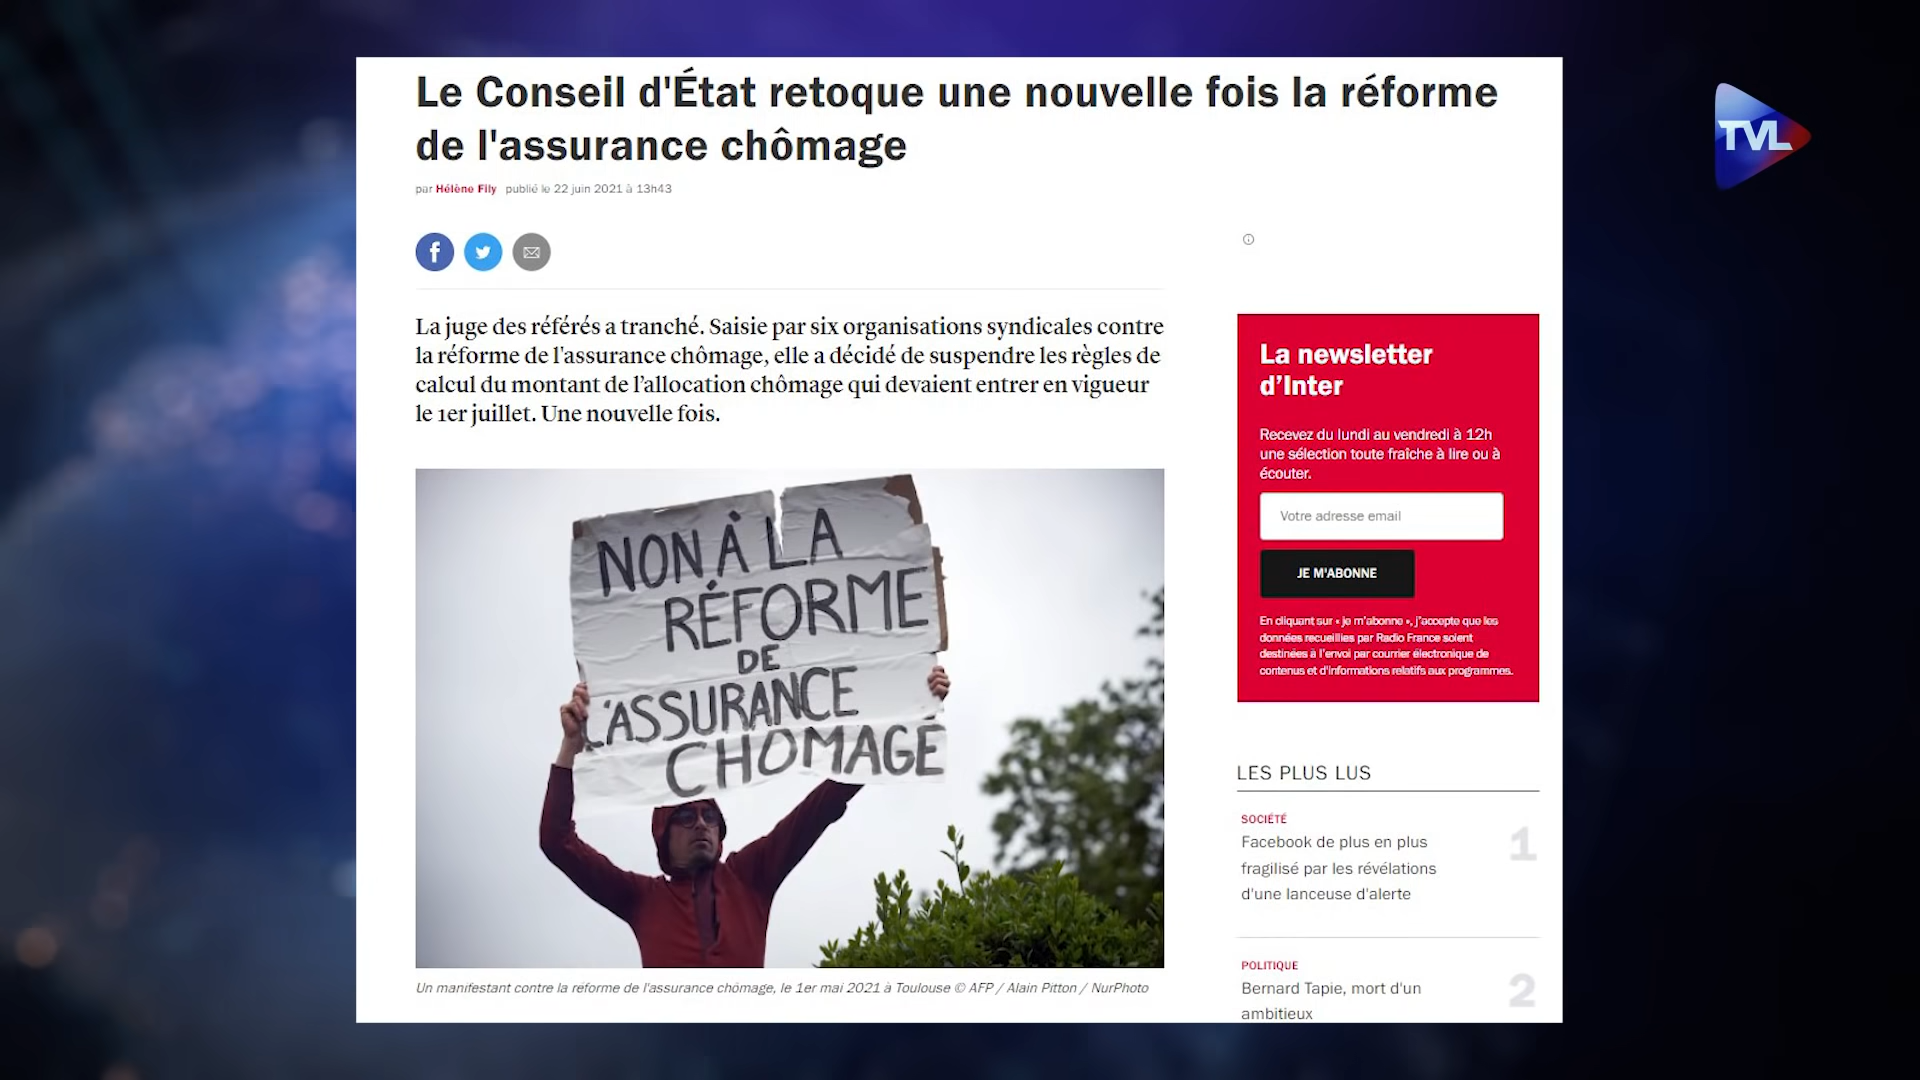 Le Conseil d'État retoque une nouvelle fois la réforme
de l'assurance chômage
par Hélène Fily publié le 22 juin 2021 à 13h43
La juge des référés a tranché. Saisie par six organisations syndicales contre
la réforme de l'assurance chômage, elle a décidé de suspendre les règles de
calcul du montant de l'allocation chômage qui devaient entrer en vigueur
le 1er juillet. Une nouvelle fois.
NON À LA
RÉFORME
DE
L'ASSURANCE
CHOMAGE
Un manifestant contre la réforme de l'assurance chômage, le 1er mai 2021 à Toulouse © AFP / Alain Pitton / NurPhoto
TVL
La newsletter
d'Inter
Recevez du lundi au vendredi à 12h
une sélection toute fraîche à lire ou à
écouter.
Votre adresse email
JE M'ABONNE
En cliquant sur « je m'abonne », j'accepte que les
données recueillies par Radio France soient
destinées à l'envoi par courrier électronique de
contenus et d'informations relatifs aux programmes.
LES PLUS LUS
SOCIÉTÉ
Facebook de plus en plus
fragilisé par les révélations
d'une lanceuse d'alerte
1
POLITIQUE
Bernard Tapie, mort d'un
ambitieux
2